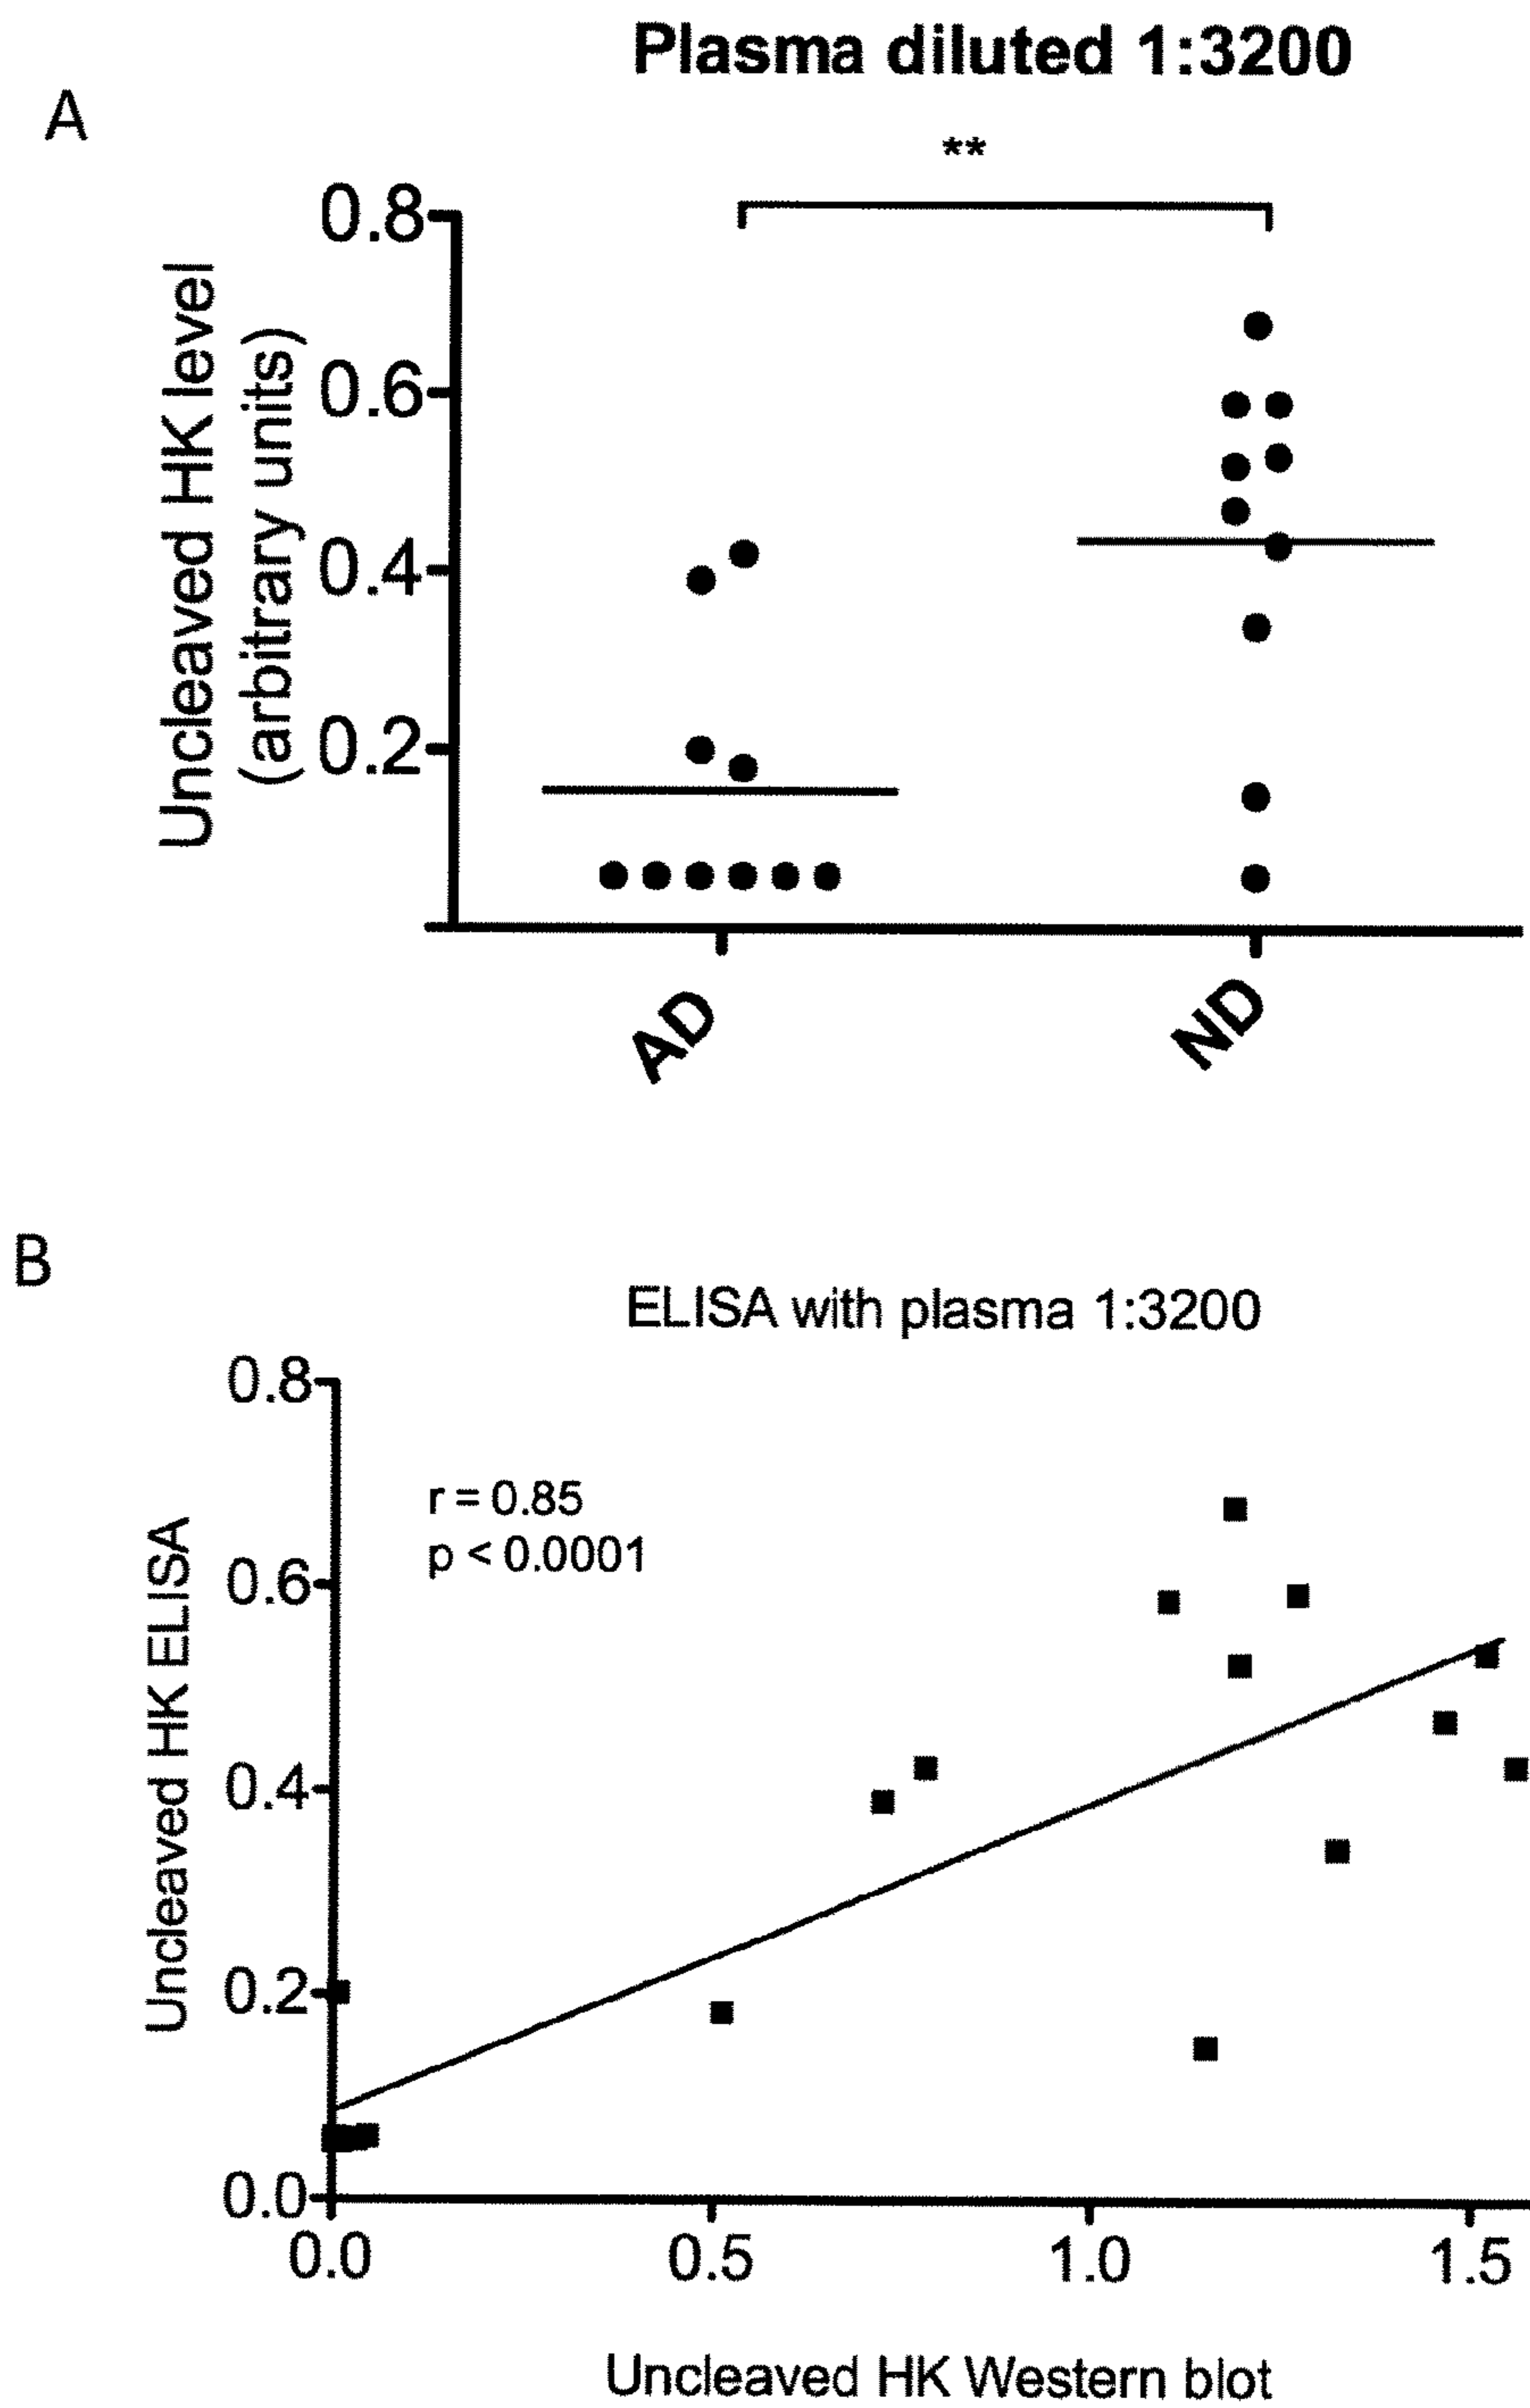 Plasma diluted 1:3200
A
**
0.8
0.6
0.4
0.2
Uncleaved HK level
(arbitrary units)
AD
ND
B
ELISA with plasma 1:3200
0.8
0.6
0.4
0.2
0.0
r = 0.85
p < 0.0001
Uncleaved HK ELISA
0.0 0.5 1.0 1.5
Uncleaved HK Western blot